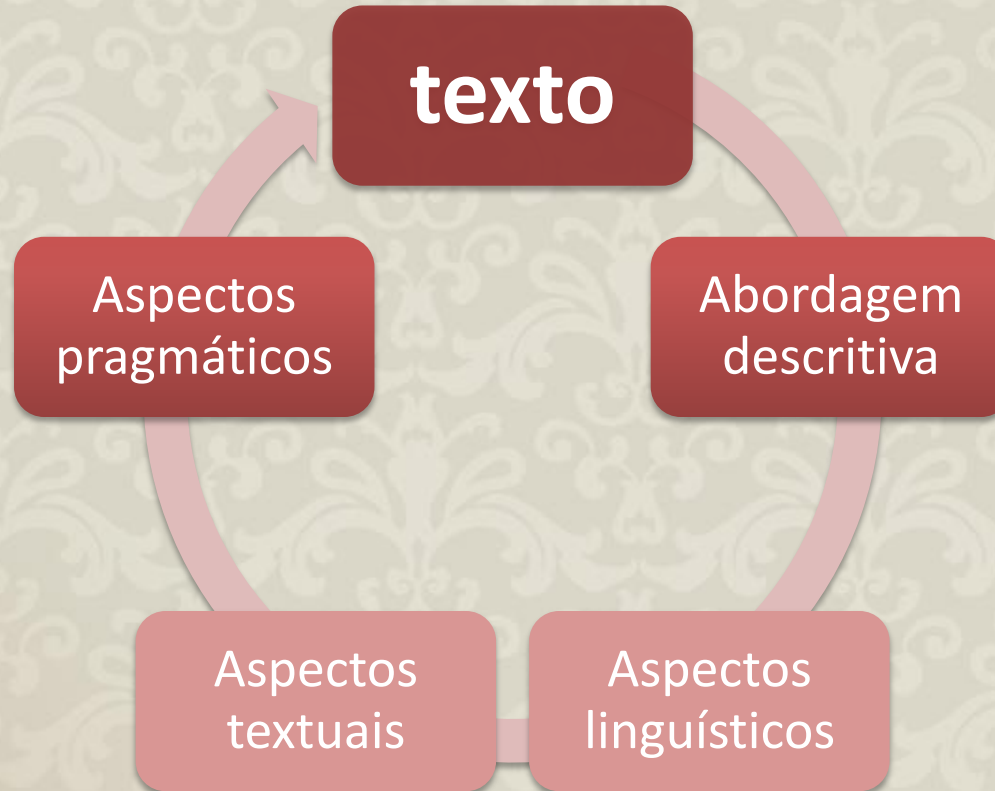 texto
Abordagem
descritiva
Aspectos
linguísticos
Aspectos
textuais
Aspectos
pragmáticos